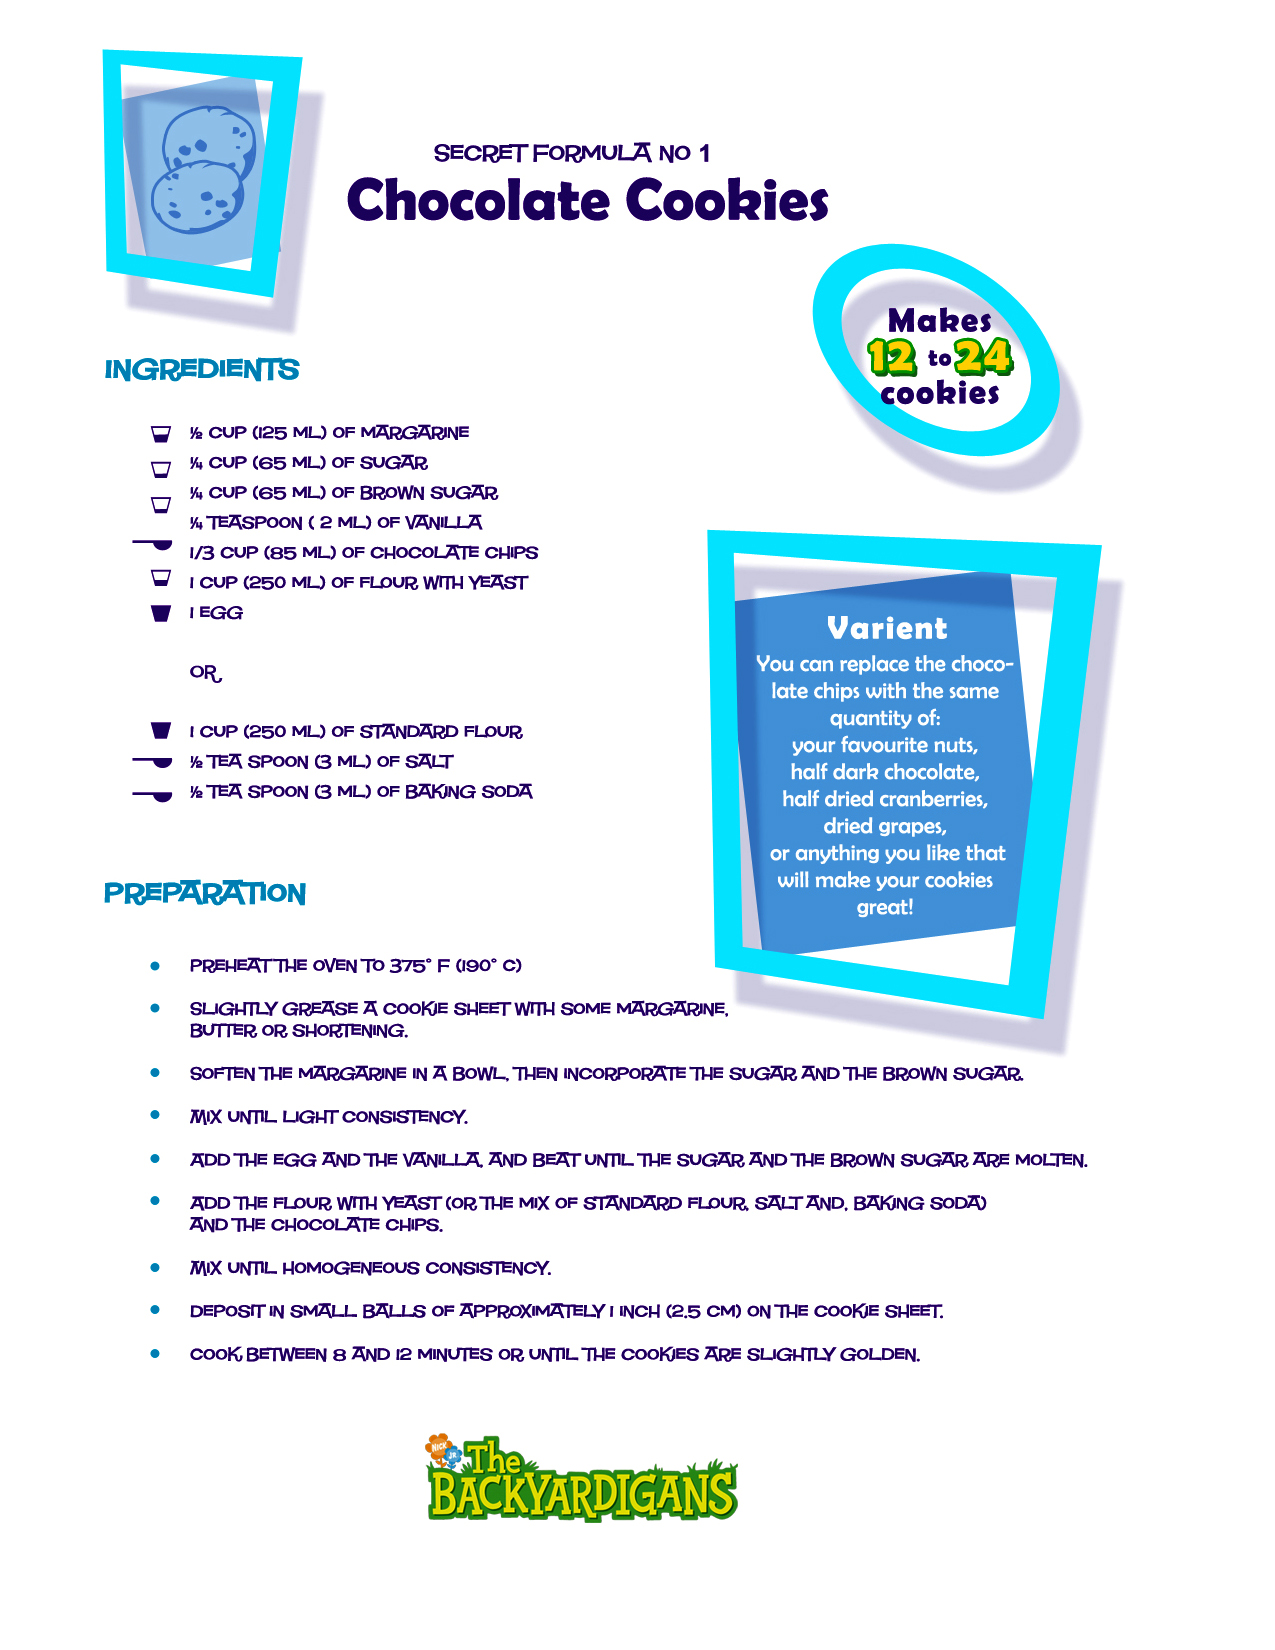 SECRET FORMULA NO 1
Chocolate Cookies
Makes
12 to 24
cookies
INGREDIENTS
½ CUP (125 ML) OF MARGARINE
¼ CUP (65 ML) OF SUGAR
¼ CUP (65 ML) OF BROWN SUGAR
¼ TEASPOON ( 2 ML) OF VANILLA
1/3 CUP (85 ML) OF CHOCOLATE CHIPS
1 CUP (250 ML) OF FLOUR WITH YEAST
1 EGG
OR
1 CUP (250 ML) OF STANDARD FLOUR
½ TEA SPOON (3 ML) OF SALT
½ TEA SPOON (3 ML) OF BAKING SODA
Varient
You can replace the choco-
late chips with the same
quantity of:
your favourite nuts,
half dark chocolate,
half dried cranberries,
dried grapes,
or anything you like that
will make your cookies
great!
PREPARATION
PREHEAT THE OVEN TO 375° F (190° C)
SLIGHTLY GREASE A COOKIE SHEET WITH SOME MARGARINE,
BUTTER OR SHORTENING.
SOFTEN THE MARGARINE IN A BOWL, THEN INCORPORATE THE SUGAR AND THE BROWN SUGAR.
MIX UNTIL LIGHT CONSISTENCY.
ADD THE EGG AND THE VANILLA, AND BEAT UNTIL THE SUGAR AND THE BROWN SUGAR ARE MOLTEN.
ADD THE FLOUR WITH YEAST (OR THE MIX OF STANDARD FLOUR, SALT AND, BAKING SODA)
AND THE CHOCOLATE CHIPS.
MIX UNTIL HOMOGENEOUS CONSISTENCY.
DEPOSIT IN SMALL BALLS OF APPROXIMATELY 1 INCH (2.5 CM) ON THE COOKIE SHEET.
COOK BETWEEN 8 AND 12 MINUTES OR UNTIL THE COOKIES ARE SLIGHTLY GOLDEN.
NICK JR
The
BACKYARDIGANS